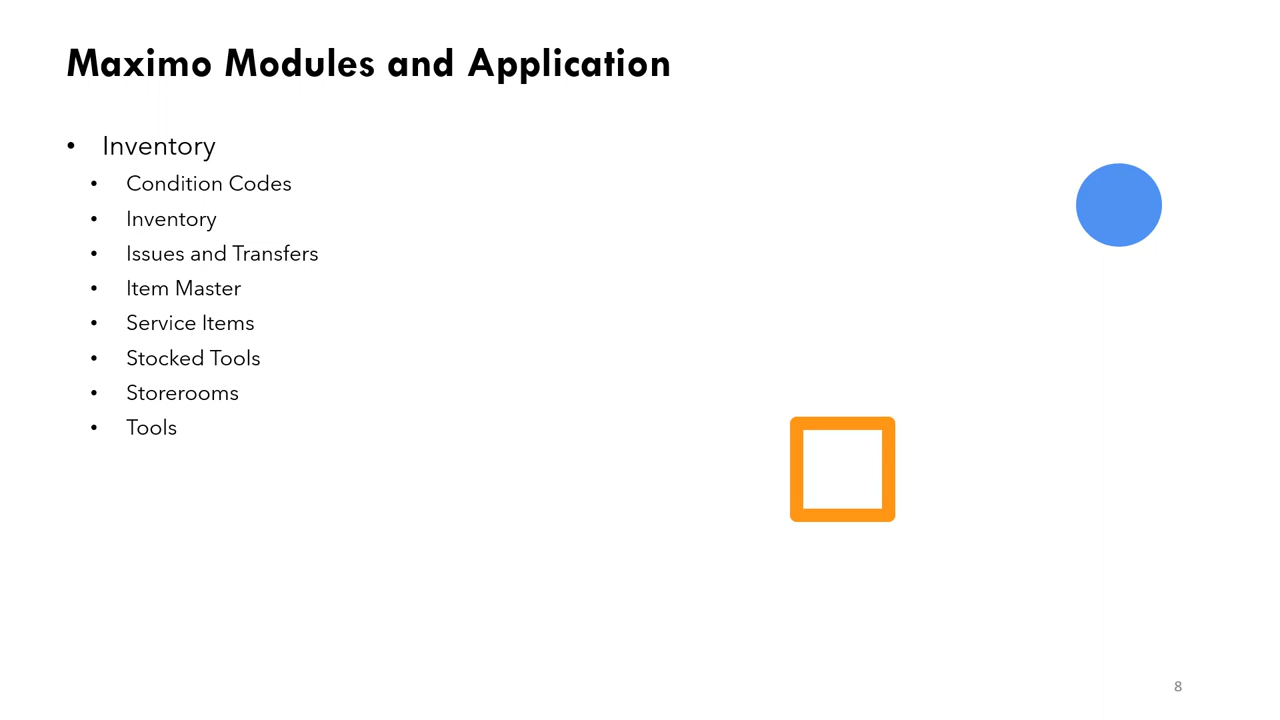 Maximo Modules and Application
• Inventory
• Condition Codes
• Inventory
• Issues and Transfers
• Item Master
• Service Items
• Stocked Tools
• Storerooms
• Tools
8